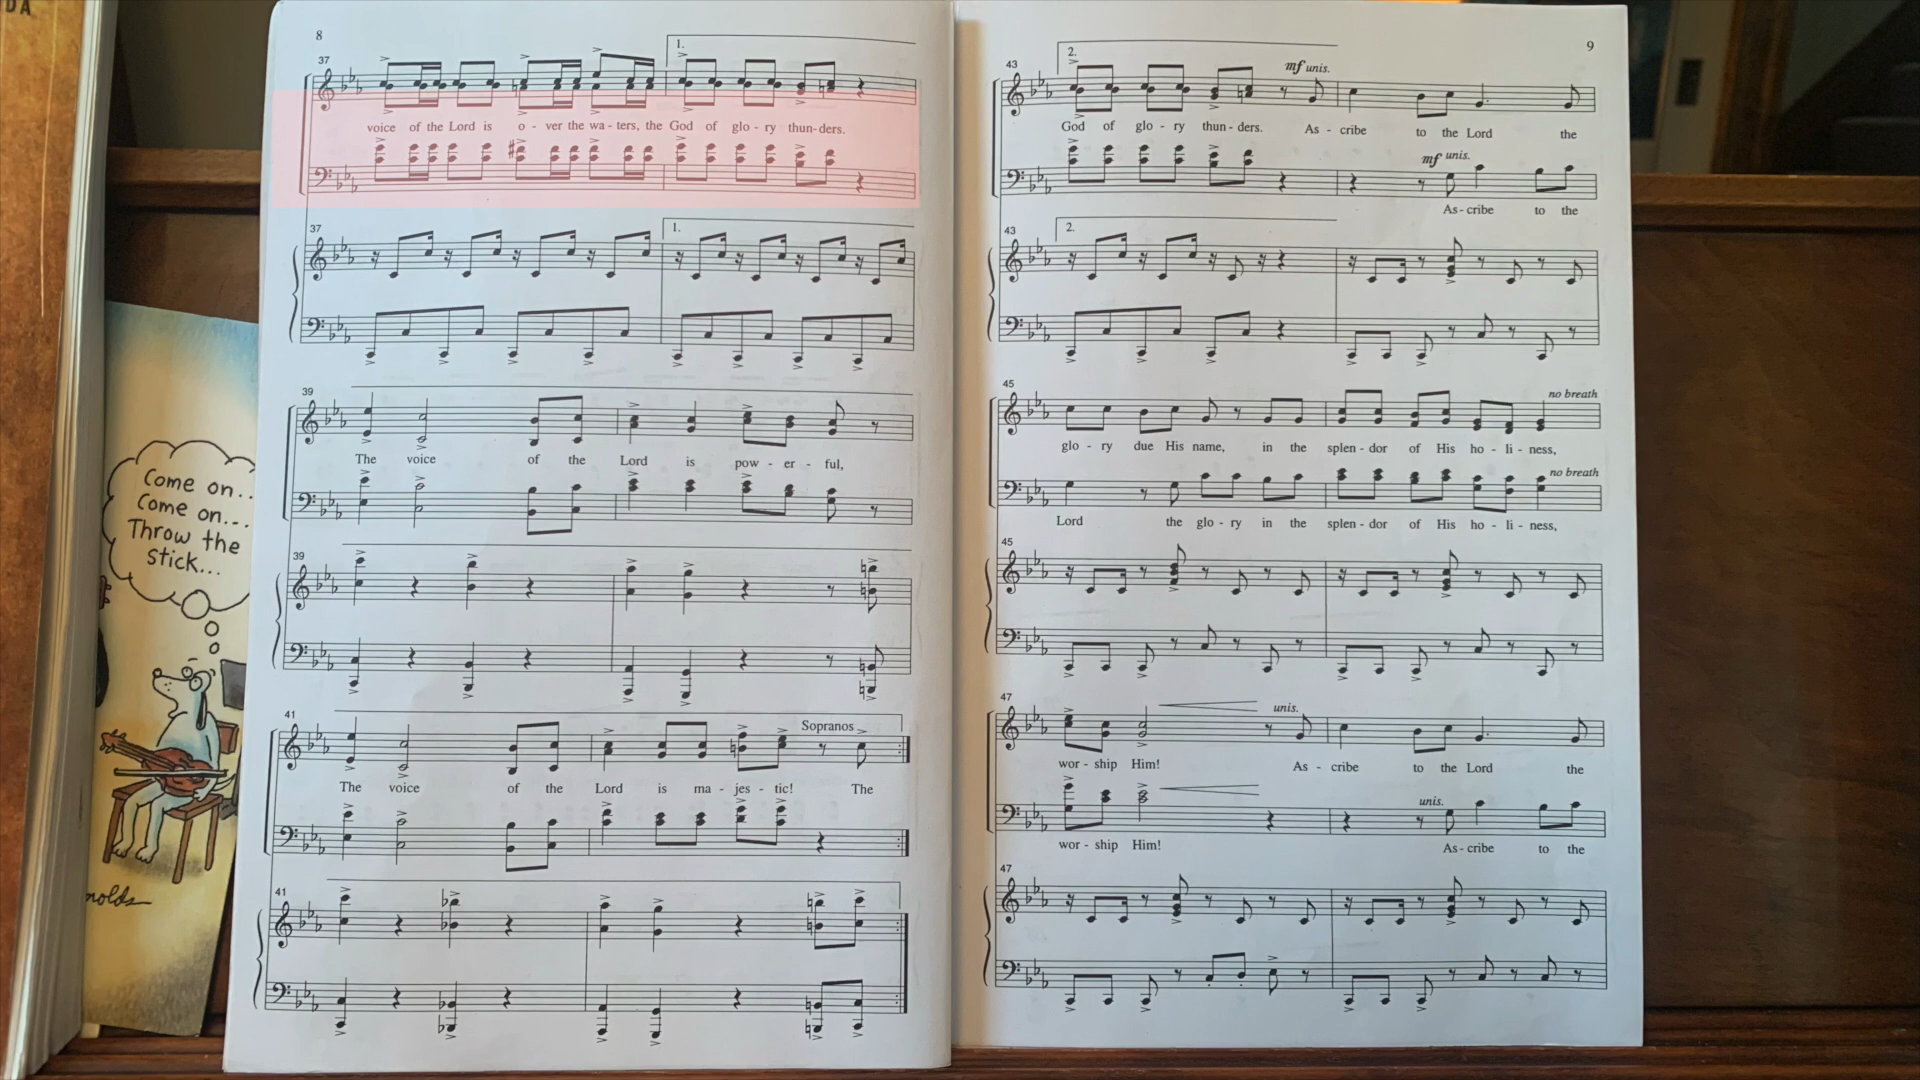 DA
8
37
1.
voice of the Lord is o - ver the wa - ters, the God of glo - ry thun - ders.
37
1.
39
The voice of the Lord is pow - er - ful,
39
41
Sopranos
The voice of the Lord is ma - jes - tic! The
41
Come on..
Come on...
Throw the
stick...
nolds
9
43
2.
mf unis.
God of glo - ry thun - ders. As - cribe to the Lord the
mf unis.
As - cribe to the
43
2.
45
no breath
glo - ry due His name, in the splen - dor of His ho - li - ness,
no breath
Lord the glo - ry in the splen - dor of His ho - li - ness,
45
47
unis.
wor - ship Him! As - cribe to the Lord the
unis.
wor - ship Him! As - cribe to the
47